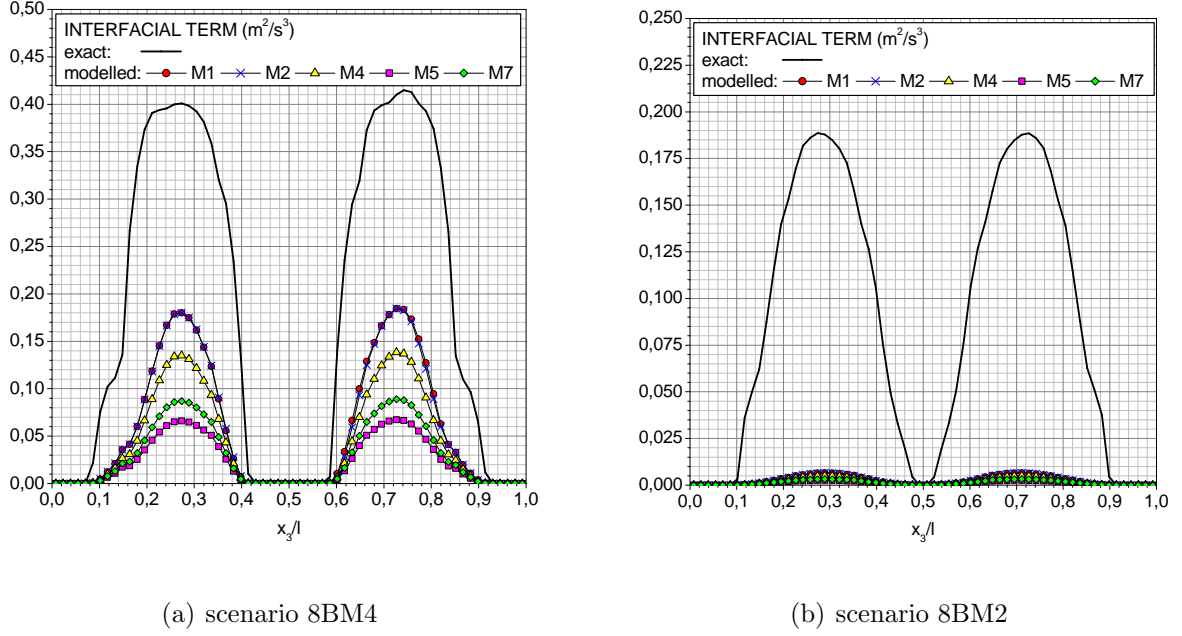 INTERFACIAL TERM (m²/s³)
exact:
modelled: M1 M2 M4 M5 M7
0,50
0,45
0,40
0,35
0,30
0,25
0,20
0,15
0,10
0,05
0,00
0,0 0,1 0,2 0,3 0,4 0,5 0,6 0,7 0,8 0,9 1,0
x₃/l
(a) scenario 8BM4
INTERFACIAL TERM (m²/s³)
exact:
modelled: M1 M2 M4 M5 M7
0,250
0,225
0,200
0,175
0,150
0,125
0,100
0,075
0,050
0,025
0,000
0,0 0,1 0,2 0,3 0,4 0,5 0,6 0,7 0,8 0,9 1,0
x₃/l
(b) scenario 8BM2